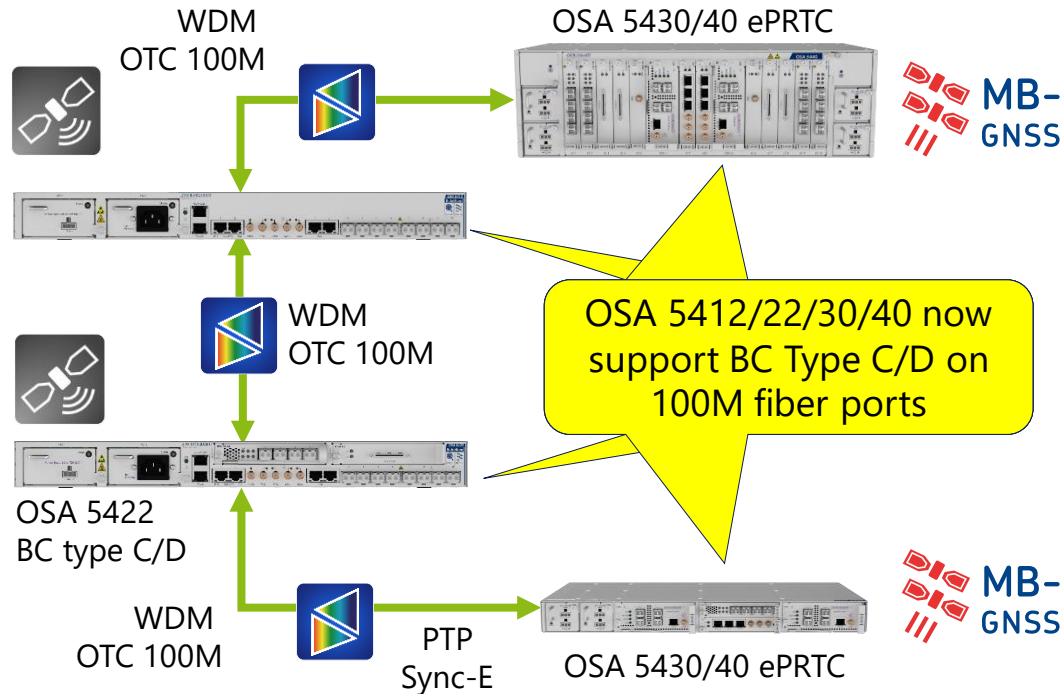 WDM
OTC 100M
OSA 5430/40 ePRTC
OSA 5440
MB-
GNSS
WDM
OTC 100M
OSA 5412/22/30/40 now
support BC Type C/D on
100M fiber ports
OSA 5422
BC type C/D
WDM
OTC 100M
PTP
Sync-E
OSA 5430/40 ePRTC
MB-
GNSS